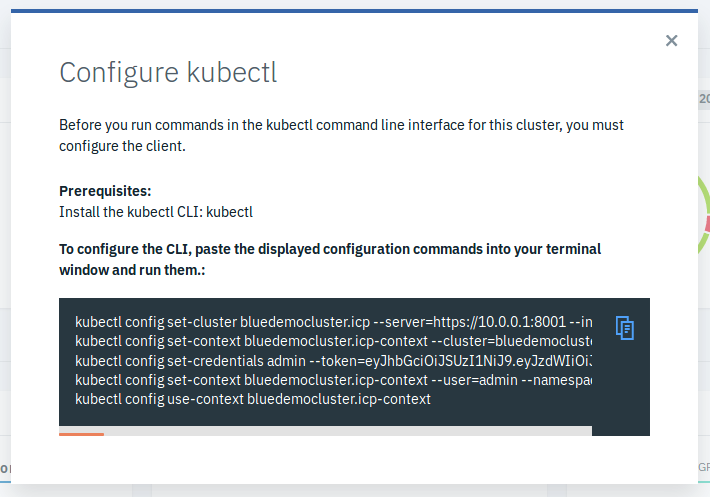 Configure kubectl
Before you run commands in the kubectl command line interface for this cluster, you must
configure the client.
Prerequisites:
Install the kubectl CLI: kubectl
To configure the CLI, paste the displayed configuration commands into your terminal
window and run them.:
kubectl config set-cluster bluedemocluster.icp --server=https://10.0.0.1:8001 --in
kubectl config set-context bluedemocluster.icp-context --cluster=bluedemocluste
kubectl config set-credentials admin --token=eyJhbGciOiJSUzI1NiJ9.eyJzdWIiOiJ
kubectl config set-context bluedemocluster.icp-context --user=admin --namespac
kubectl config use-context bluedemocluster.icp-context